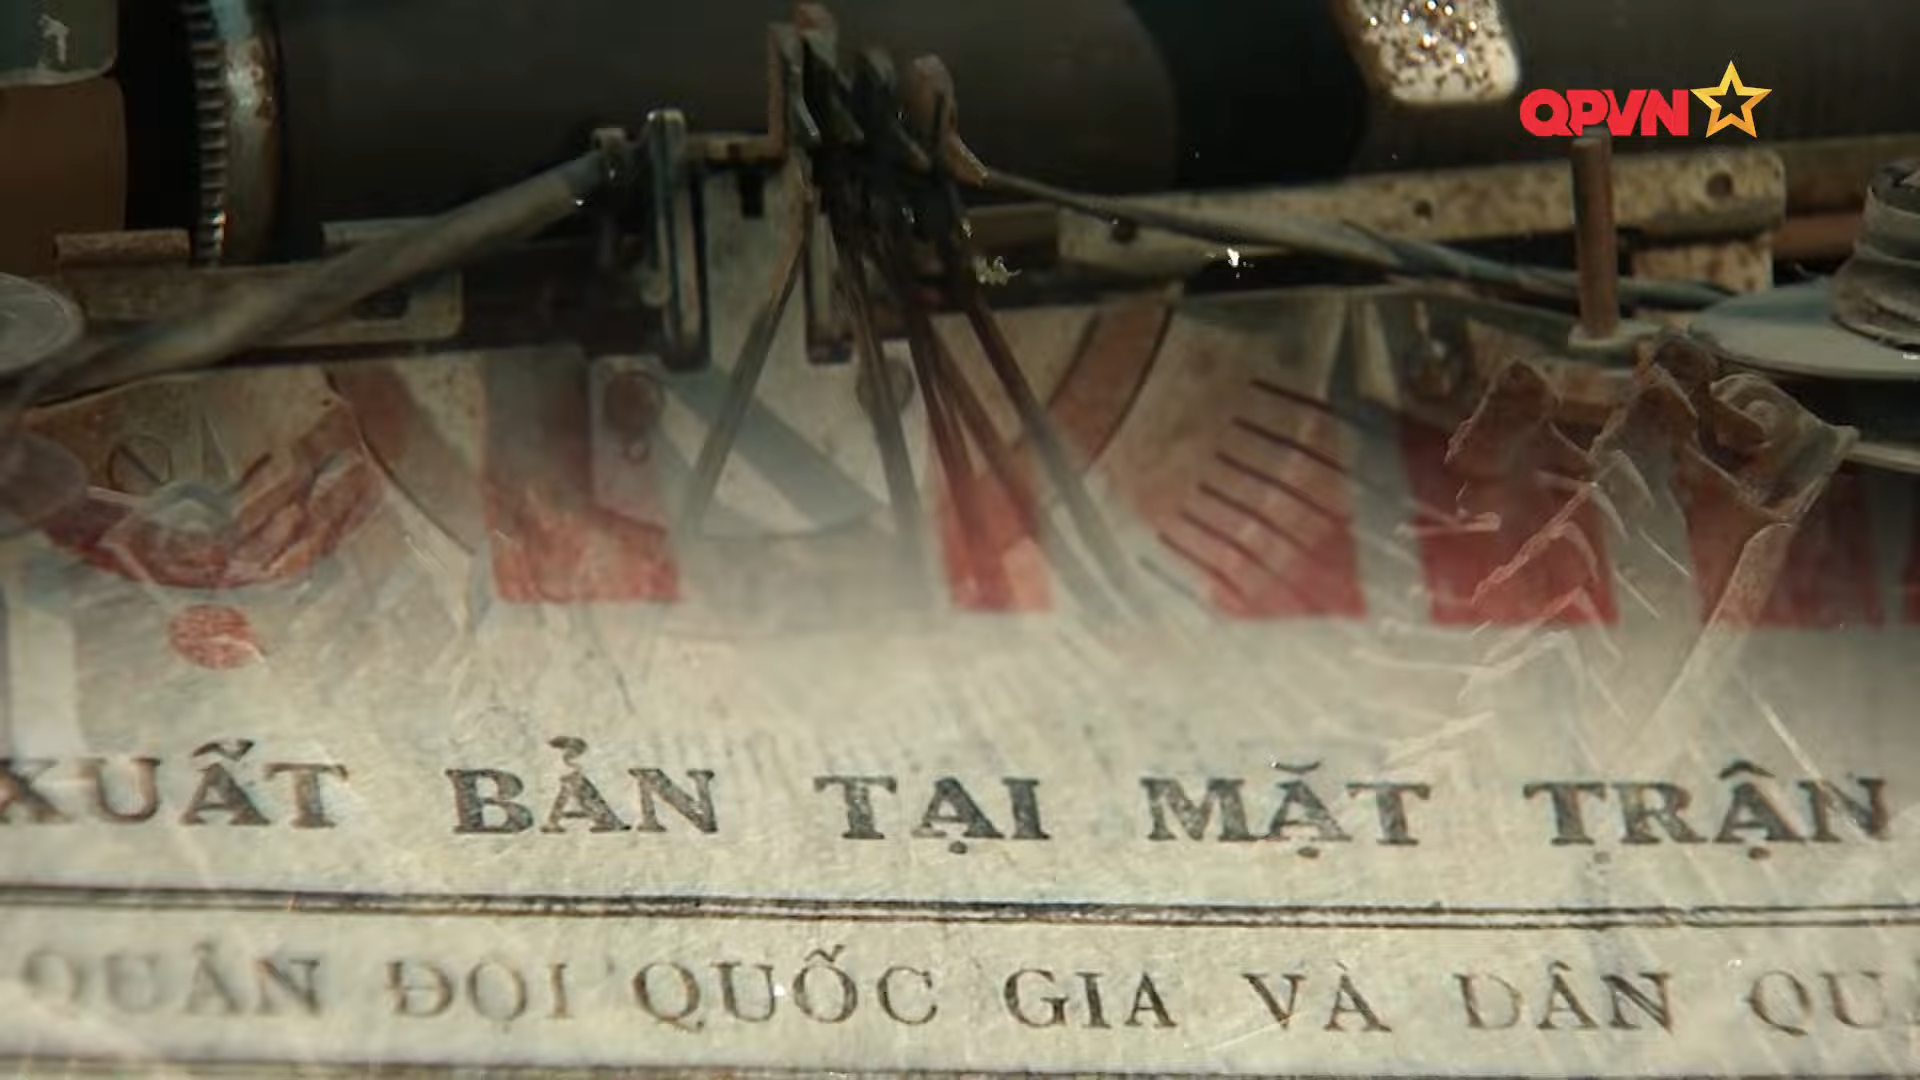 QPVN
XUẤT BẢN TẠI MẶT TRẬN
QUÂN ĐỘI QUỐC GIA VÀ DÂN